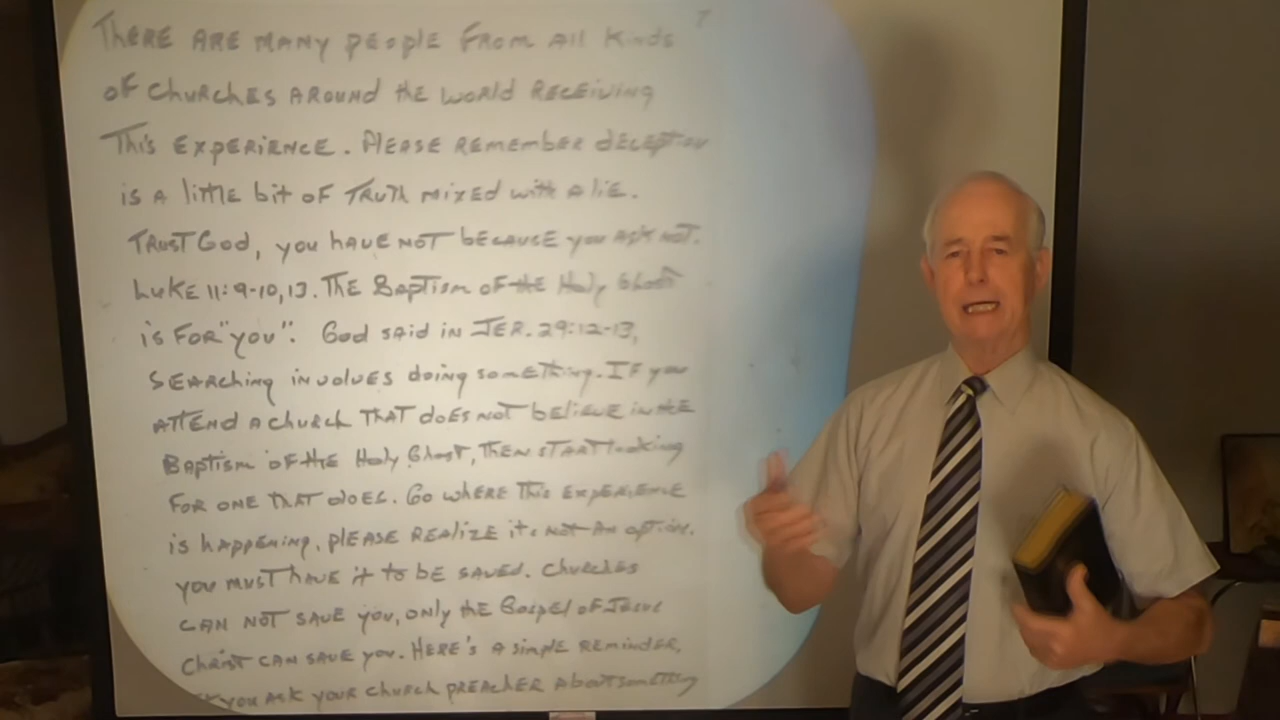 7
THERE ARE MANY PEOPLE FROM All KiNds
OF ChuRCHES AROUND the WORLD RECEIVING
This EXPERIENCE. PLEASE REMEMBER dECEPTION
is A little bit OF TRUTH MIXED with A liE.
TRUST GOD, you hAVE NOT bECAUSE you ASK NOT.
LUKE 11:9-10,13. THE BAPTISM OF tHE Holy Ghost
is FOR "you". God SAid iN JER. 29:12-13,
SEARChing INVOLVES doing somEThing. IF you
ATTENd A ChuRCh THAT doES NOT bELiEVE iN tHE
BAPTISM OF tHE Holy Ghost, THEN START looking
FOR ONE THAT DOES. GO WHERE This EXPERIENCE
is hAPPENING. PLEASE REALIZE its NOT AN OPTION.
you MUST hAVE it to bE SAVED. ChuRChES
CAN NOT SAVE you, ONLY tHE GospEl oF JESUS
ChRIST CAN SAVE you. HERE'S A simplE REMINDER,
you ASK youR ChuRCh PREACHER About somEThing